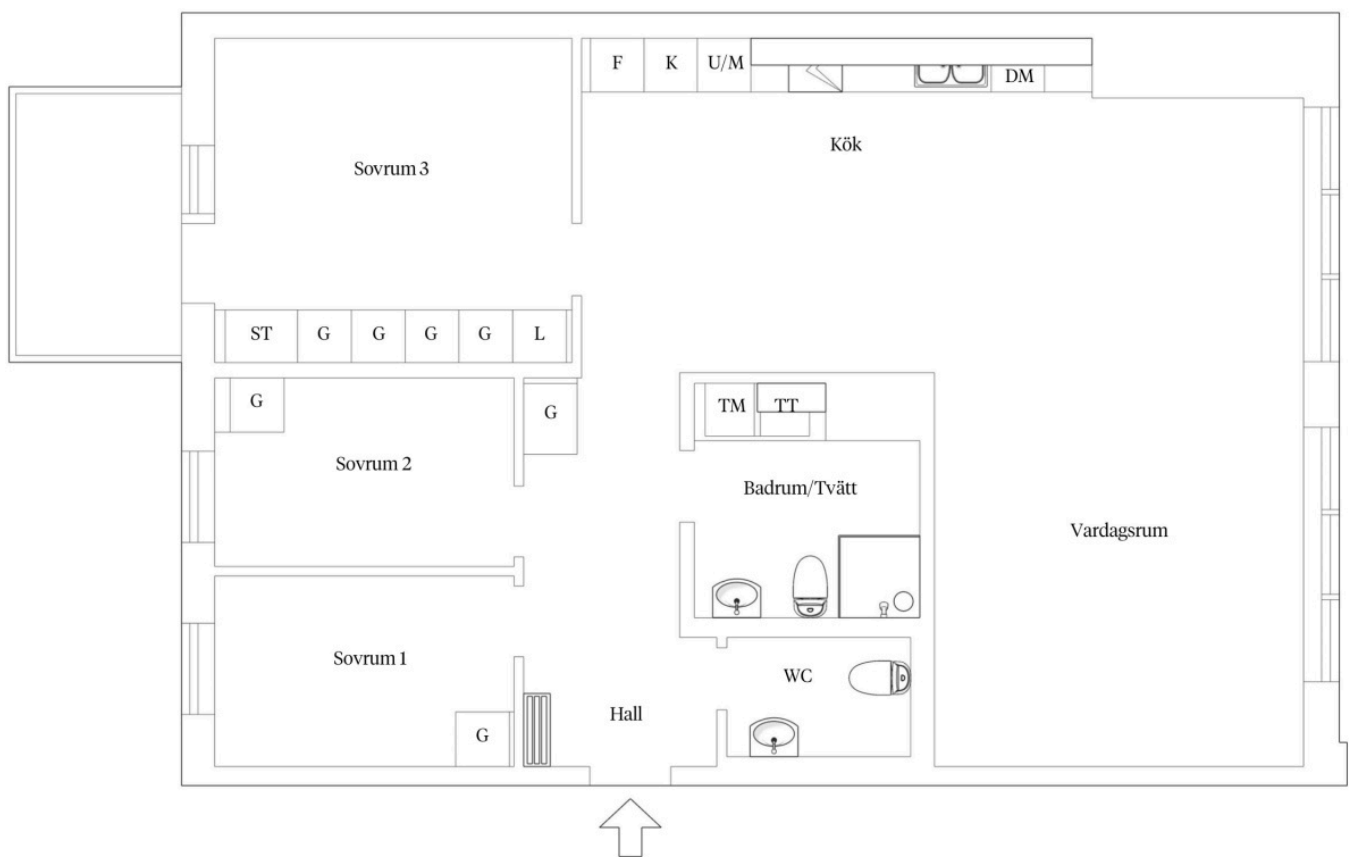 F K U/M DM
Kök
Sovrum 3
ST G G G G L
G G TM TT
Sovrum 2
Badrum/Tvätt
Vardagsrum
Sovrum 1
WC
Hall
G